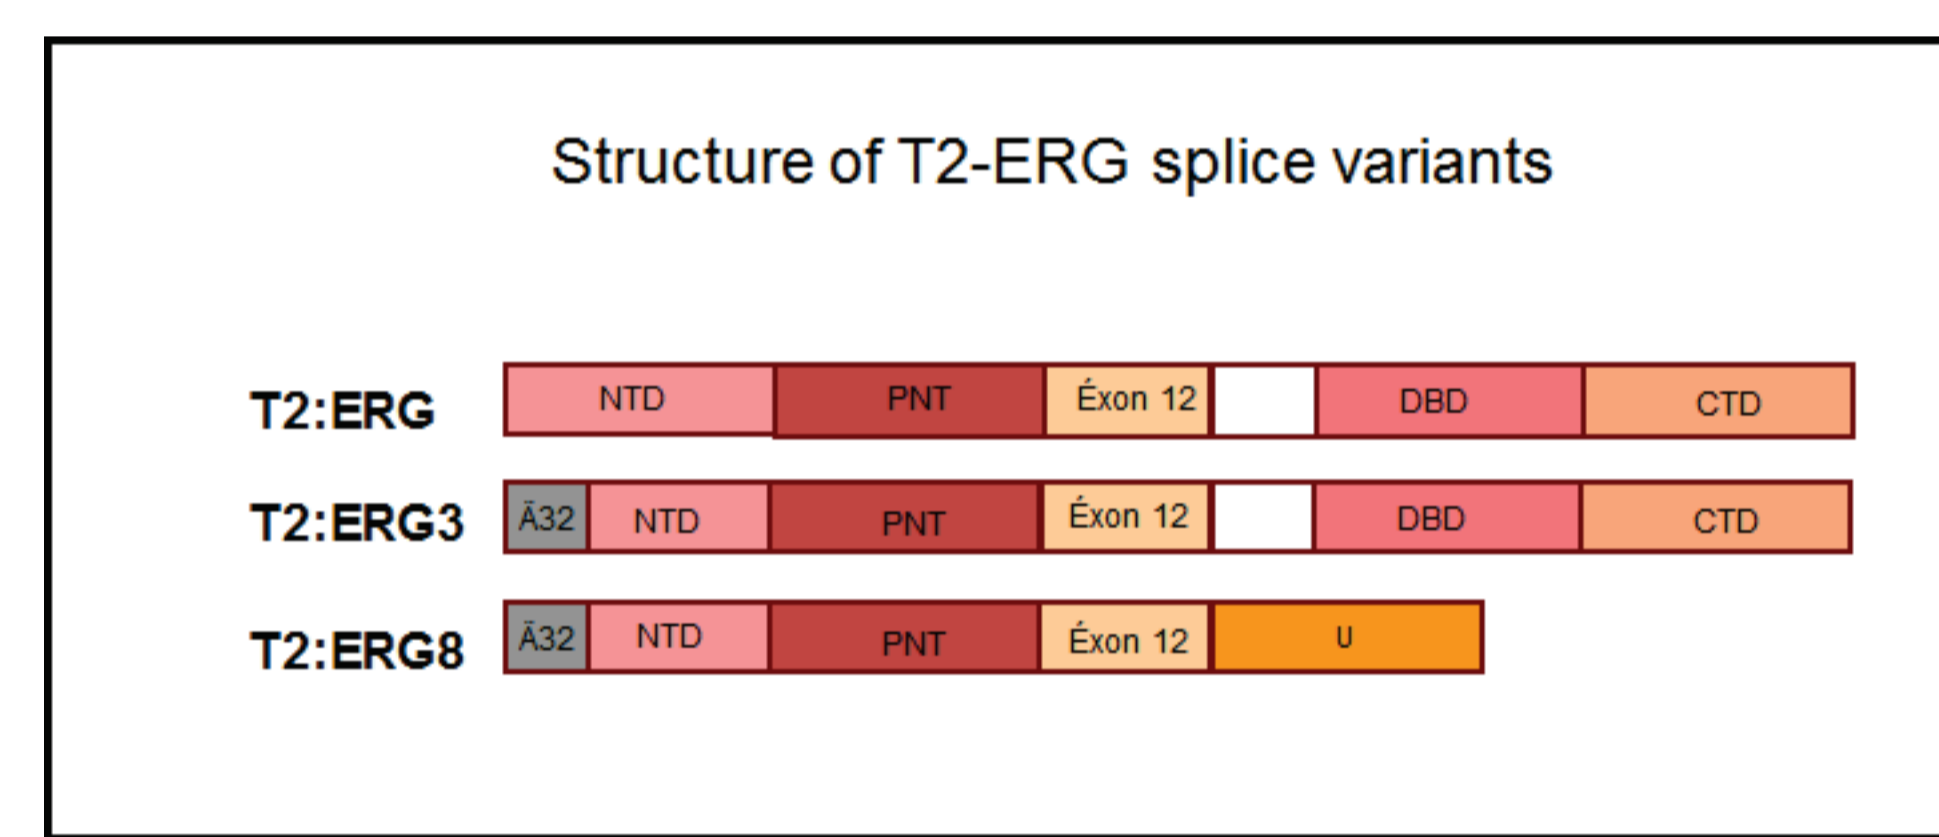 Structure of T2-ERG splice variants
T2:ERG NTD PNT Éxon 12 DBD CTD
T2:ERG3 Ã32 NTD PNT Éxon 12 DBD CTD
T2:ERG8 Ã32 NTD PNT Éxon 12 U